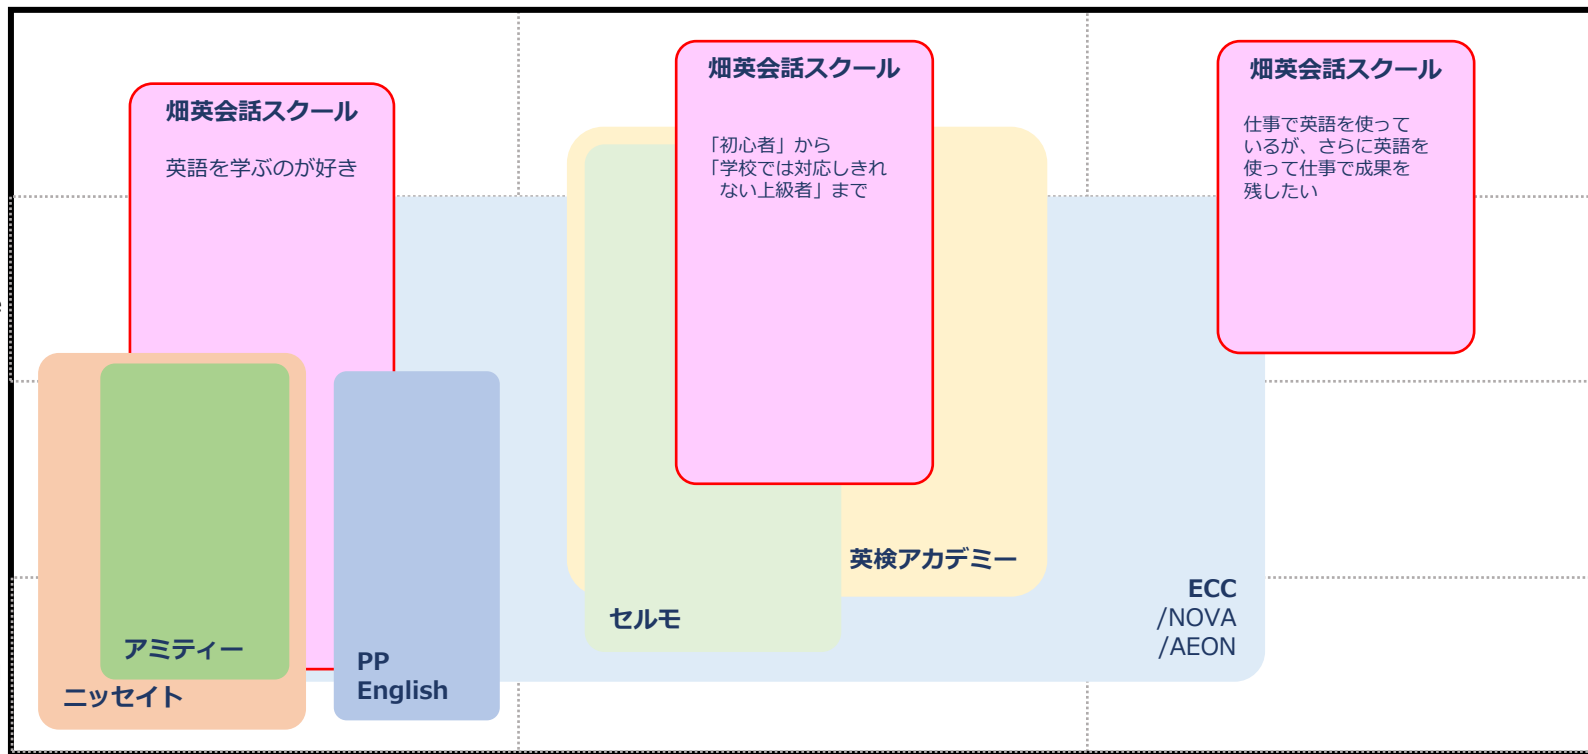 畑英会話スクール
英語を学ぶのが好き
畑英会話スクール
「初心者」から
「学校では対応しきれ
ない上級者」まで
畑英会話スクール
仕事で英語を使って
いるが、さらに英語を
使って仕事で成果を
残したい
英検アカデミー
セルモ
ECC
/NOVA
/AEON
アミティー
ニッセイト
PP
English